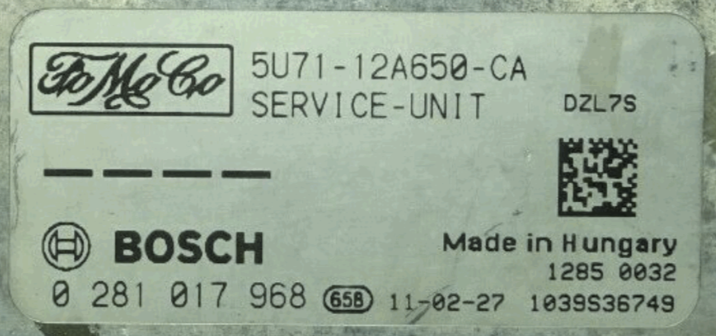 FoMoCo 5U71-12A650-CA
SERVICE-UNIT DZL7S
BOSCH
Made in Hungary
1285 0032
0 281 017 968 658 11-02-27 1039S36749